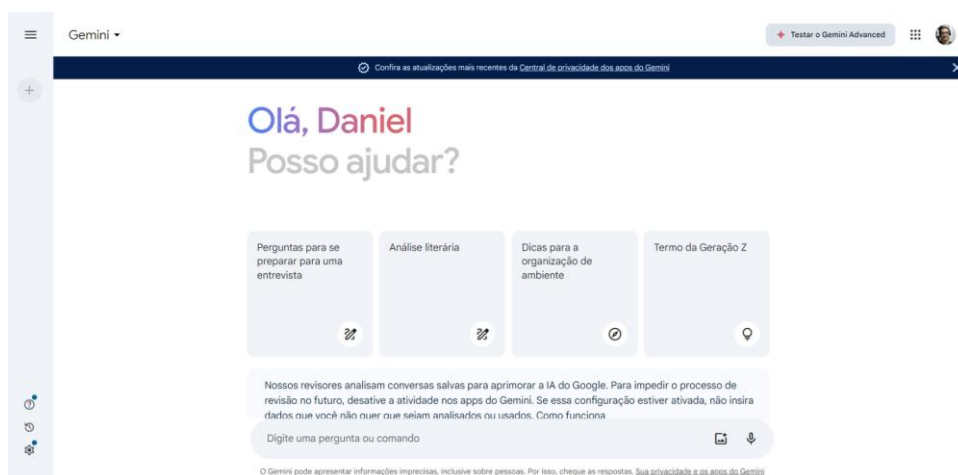 Gemini
Testar o Gemini Advanced
Confira as atualizações mais recentes da Central de privacidade dos apps do Gemini
Olá, Daniel
Posso ajudar?
Perguntas para se
preparar para uma
entrevista
Análise literária
Dicas para a
organização de
ambiente
Termo da Geração Z
Nossos revisores analisam conversas salvas para aprimorar a IA do Google. Para impedir o processo de
revisão no futuro, desative a atividade nos apps do Gemini. Se essa configuração estiver ativada, não insira
dados que você não quer que sejam analisados ou usados. Como funciona
Digite uma pergunta ou comando
O Gemini pode apresentar informações imprecisas, inclusive sobre pessoas. Por isso, cheque as respostas. Sua privacidade e os apps do Gemini